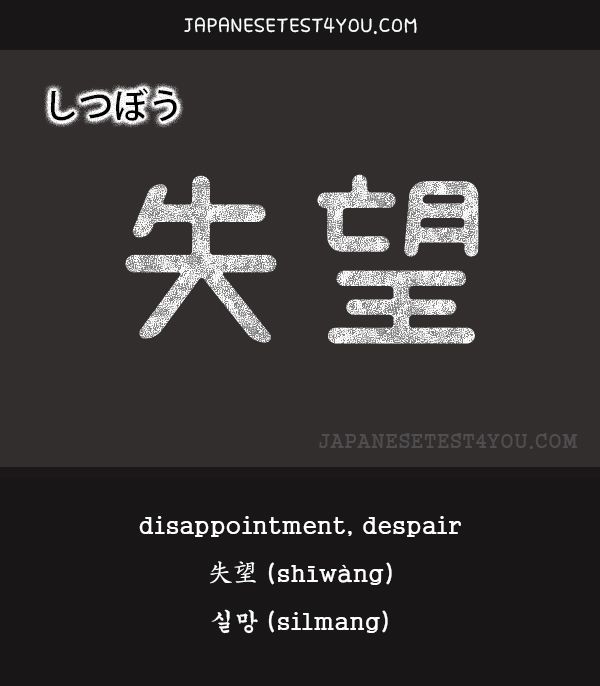 JAPANESETEST4YOU.COM
しつぼう
失望
JAPANESETEST4YOU.COM
disappointment, despair
失望 (shīwàng)
실망 (silmang)